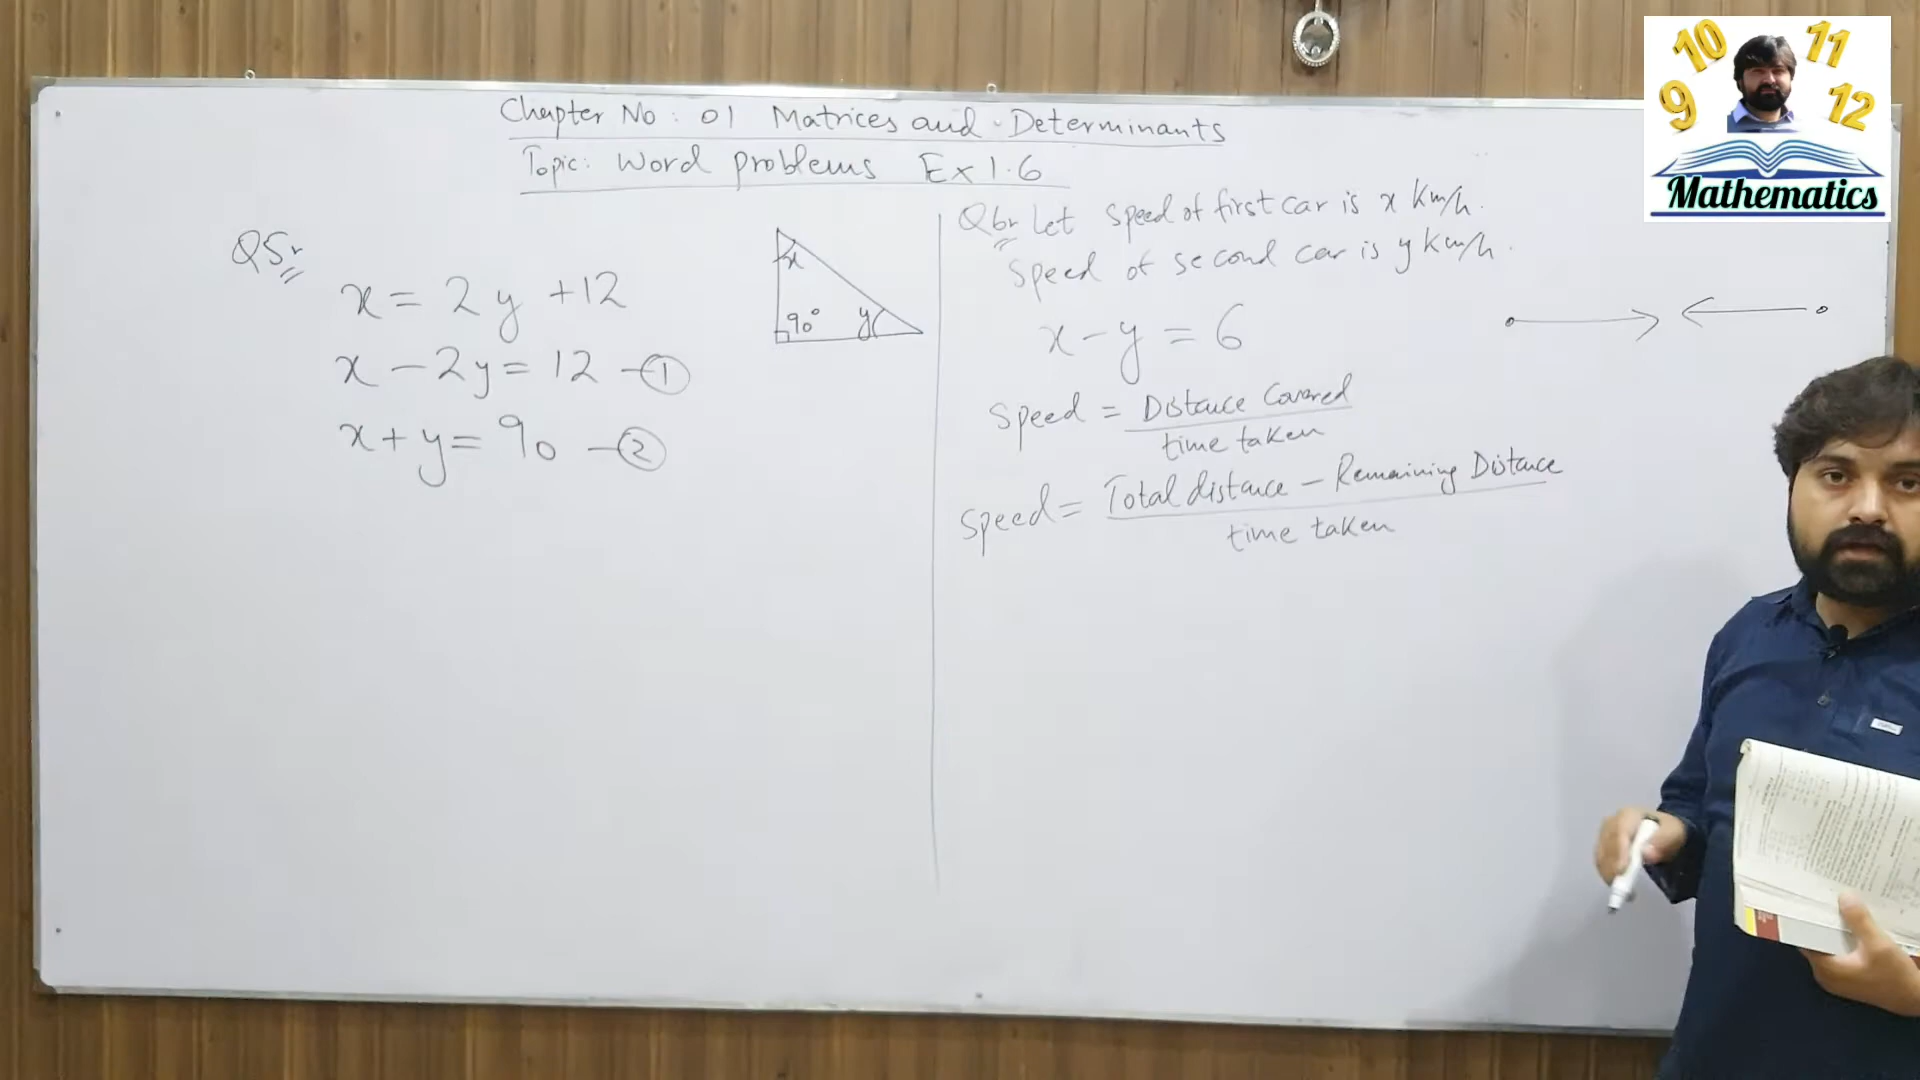 Chapter No: 01 Matrices and Determinants
Topic: Word problems Ex 1.6
Q5
x = 2y + 12
x - 2y = 12 - ①
x + y = 90 - ②
x
90°
y
Q6 Let speed of first car is x Km/h.
Speed of second car is y Km/h.
x - y = 6
Speed = Distance Covered
time taken
Speed = Total distance - Remaining Distance
time taken
9 10 11 12
Mathematics